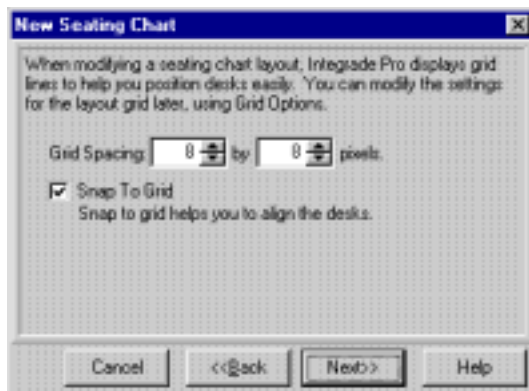 New Seating Chart
When modifying a seating chart layout, Integrade Pro displays grid
lines to help you position desks easily. You can modify the settings
for the layout grid later, using Grid Options.
Grid Spacing: 8 by 8 pixels.
Snap To Grid
Snap to grid helps you to align the desks.
Cancel <<Back Next>> Help